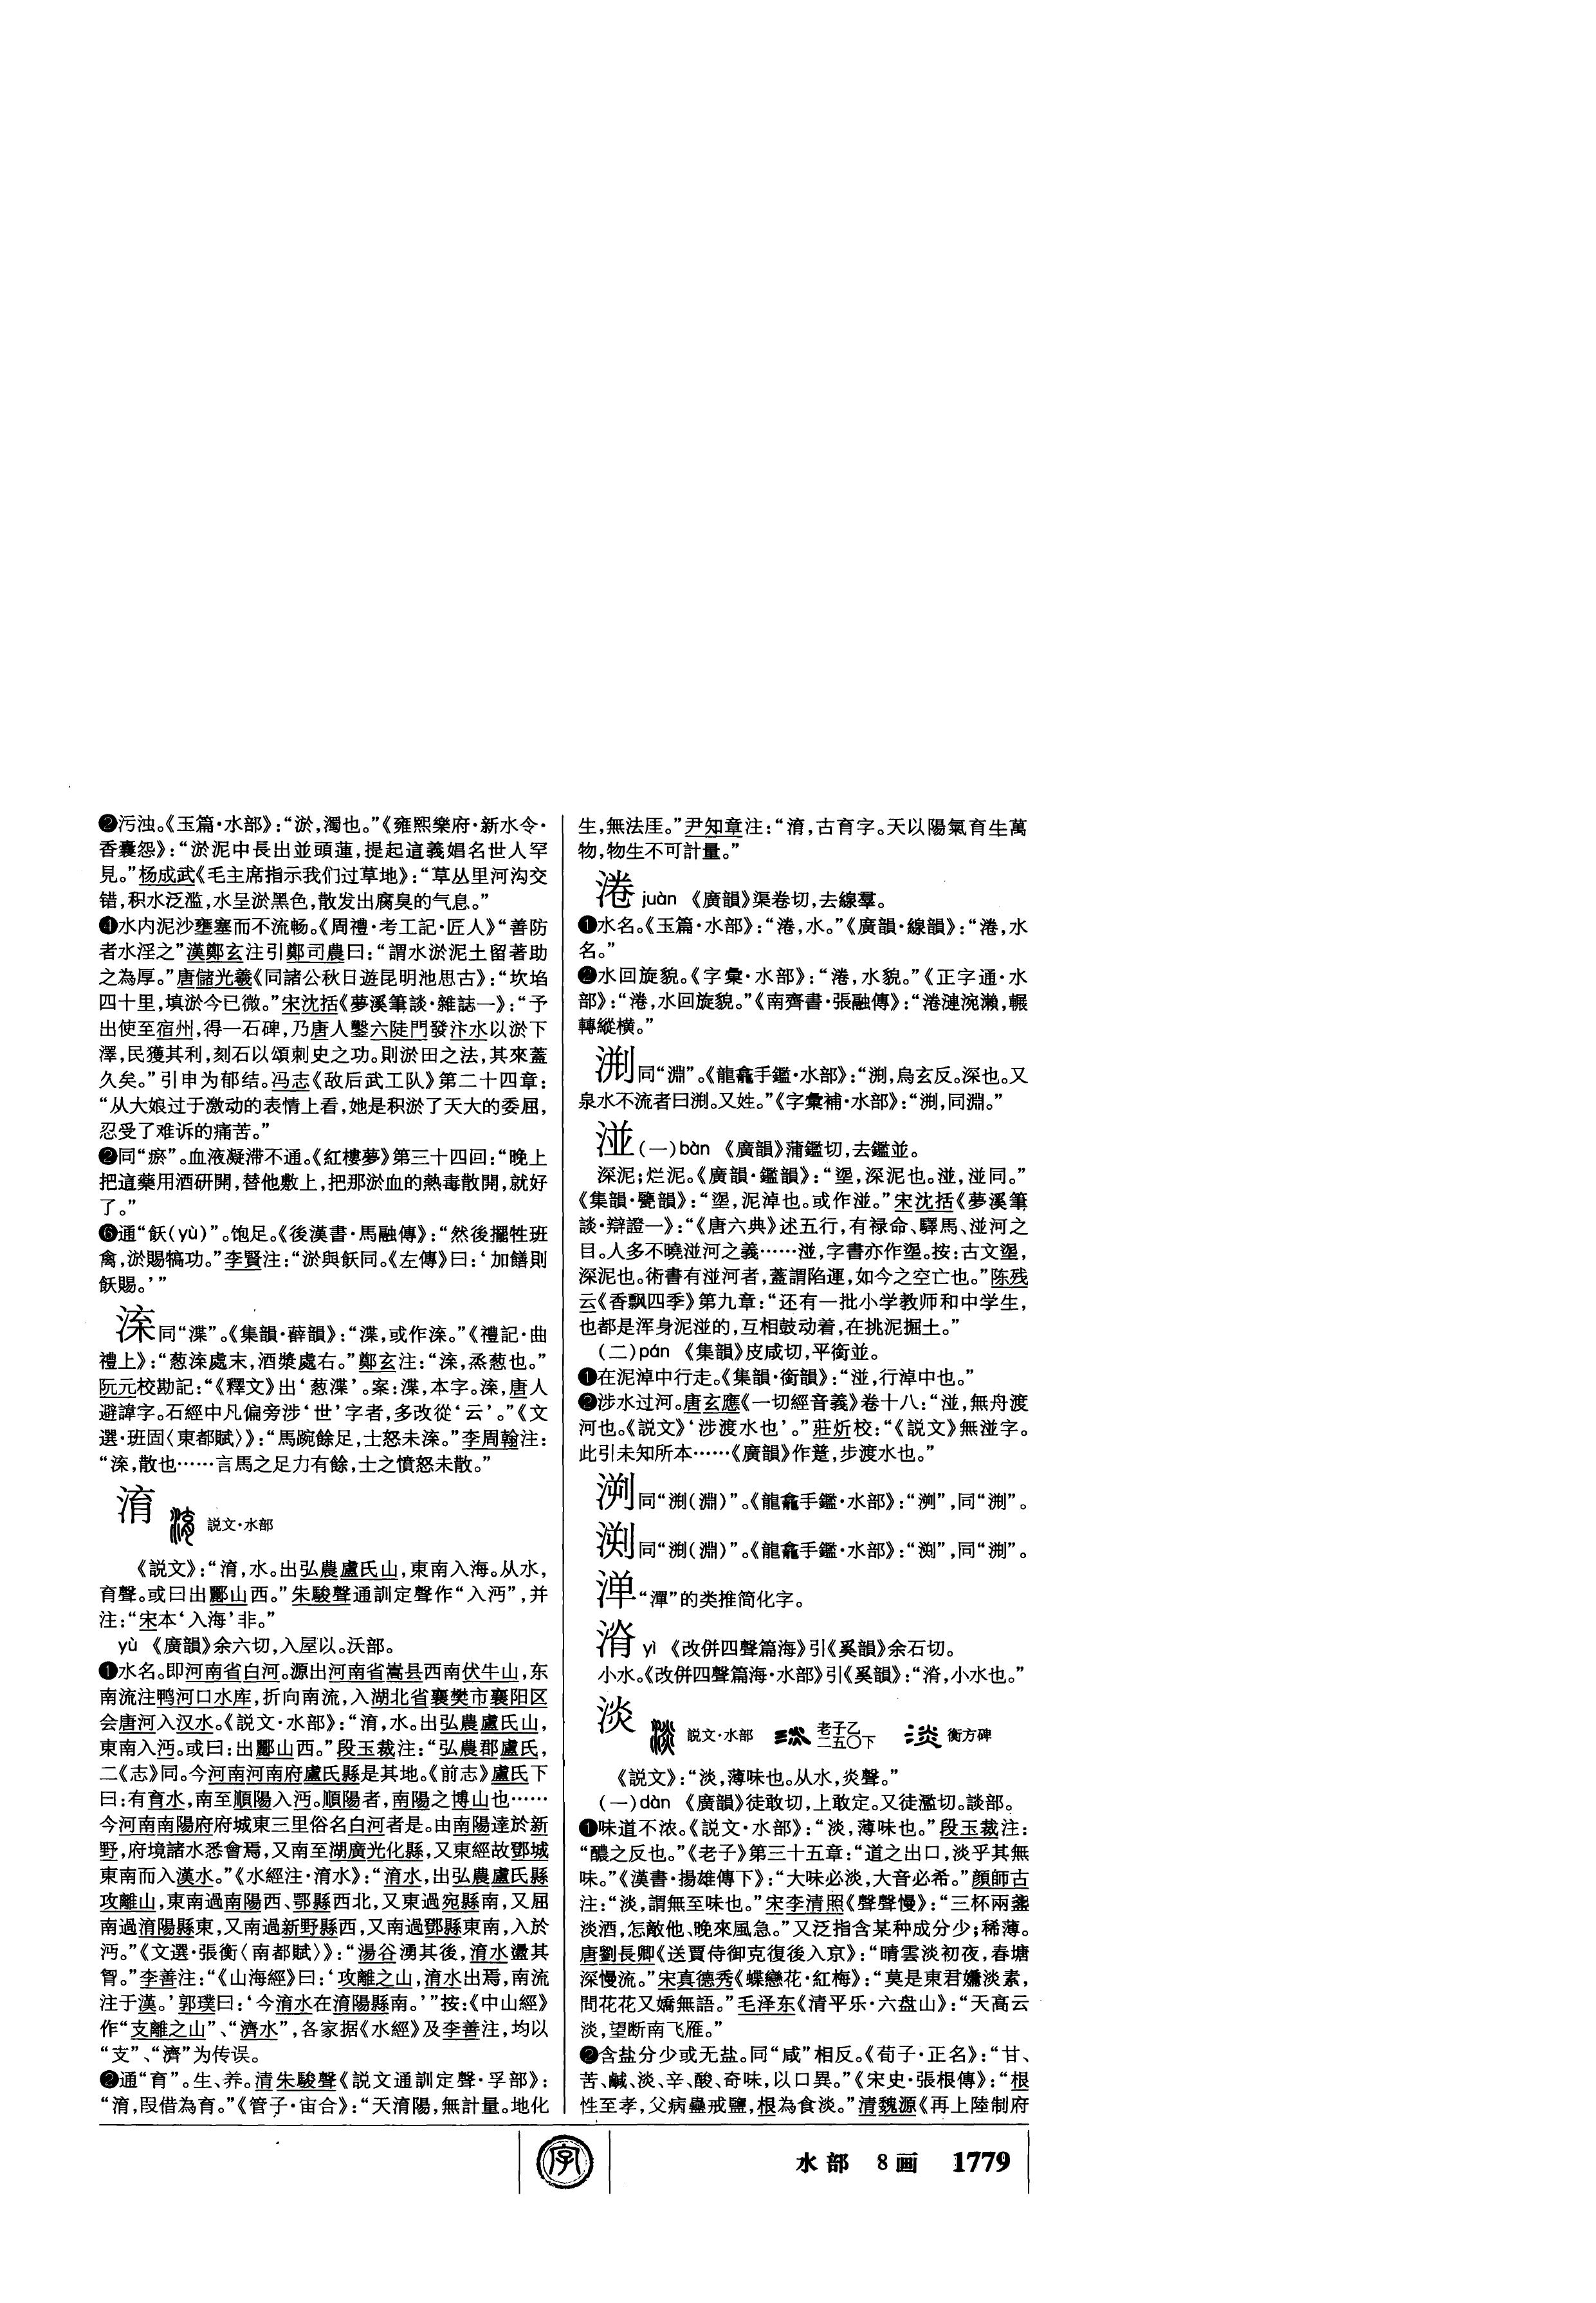 ❷污浊。《玉篇·水部》：“淤，濁也。”《雍熙樂府·新水令·
香囊怨》：“淤泥中長出並頭蓮，提起這義娼名世人罕
見。”杨成武《毛主席指示我们过草地》：“草丛里河沟交
错，积水泛滥，水呈淤黑色，散发出腐臭的气息。”
❹水内泥沙壅塞而不流畅。《周禮·考工記·匠人》“善防
者水淫之”漢鄭玄注引鄭司農曰：“謂水淤泥土留著助
之為厚。”唐儲光羲《同諸公秋日遊昆明池思古》：“坎埳
四十里，填淤今已微。”宋沈括《夢溪筆談·雜誌一》：“予
出使至宿州，得一石碑，乃唐人鑿六陡門發汴水以淤下
澤，民獲其利，刻石以頌刺史之功。則淤田之法，其來蓋
久矣。”引申为郁结。冯志《敌后武工队》第二十四章：
“从大娘过于激动的表情上看，她是积淤了天大的委屈，
忍受了难诉的痛苦。”
❷同“瘀”。血液凝滞不通。《紅樓夢》第三十四回：“晚上
把這藥用酒研開，替他敷上，把那淤血的熱毒散開，就好
了。”
❻通“飫(yù)”。饱足。《後漢書·馬融傳》：“然後擺牲班
禽，淤賜犒功。”李賢注：“淤與飫同。《左傳》曰：‘加饍則
飫賜。’”
㳿同“渫”。《集韻·薛韻》：“渫，或作㳿。”《禮記·曲
禮上》：“葱㳿處末，酒漿處右。”鄭玄注：“㳿，烝葱也。”
阮元校勘記：“《釋文》出‘葱渫’。案：渫，本字。㳿，唐人
避諱字。石經中凡偏旁涉‘世’字者，多改從‘云’。”《文
選·班固〈東都賦〉》：“馬踠餘足，士怒未㳿。”李周翰注：
“㳿，散也……言馬之足力有餘，士之憤怒未散。”
淯 説文·水部
《説文》：“淯，水。出弘農盧氏山，東南入海。从水，
育聲。或曰出酈山西。”朱駿聲通訓定聲作“入沔”，并
注：“宋本‘入海’非。”
yù 《廣韻》余六切，入屋以。沃部。
❶水名。即河南省白河。源出河南省嵩县西南伏牛山，东
南流注鸭河口水库，折向南流，入湖北省襄樊市襄阳区
会唐河入汉水。《説文·水部》：“淯，水。出弘農盧氏山，
東南入沔。或曰：出酈山西。”段玉裁注：“弘農郡盧氏，
二《志》同。今河南河南府盧氏縣是其地。《前志》盧氏下
曰：有育水，南至順陽入沔。順陽者，南陽之博山也……
今河南南陽府府城東三里俗名白河者是。由南陽達於新
野，府境諸水悉會焉，又南至湖廣光化縣，又東經故鄧城
東南而入漢水。”《水經注·淯水》：“淯水，出弘農盧氏縣
攻離山，東南過南陽西、鄂縣西北，又東過宛縣南，又屈
南過淯陽縣東，又南過新野縣西，又南過鄧縣東南，入於
沔。”《文選·張衡〈南都賦〉》：“湯谷湧其後，淯水盪其
胷。”李善注：“《山海經》曰：‘攻離之山，淯水出焉，南流
注于漢。’郭璞曰：‘今淯水在淯陽縣南。’”按：《中山經》
作“支離之山”、“濟水”，各家据《水經》及李善注，均以
“支”、“濟”为传误。
❷通“育”。生、养。清朱駿聲《説文通訓定聲·孚部》：
“淯，叚借為育。”《管子·宙合》：“天淯陽，無計量。地化
生，無法厓。”尹知章注：“淯，古育字。天以陽氣育生萬
物，物生不可計量。”
淃 juàn 《廣韻》渠卷切，去線羣。
❶水名。《玉篇·水部》：“淃，水。”《廣韻·線韻》：“淃，水
名。”
❷水回旋貌。《字彙·水部》：“淃，水貌。”《正字通·水
部》：“淃，水回旋貌。”《南齊書·張融傳》：“淃漣涴瀨，輾
轉縱横。”
同“淵”。《龍龕手鑑·水部》：“，烏玄反。深也。又
泉水不流者曰。又姓。”《字彙補·水部》：“，同淵。”
湴(一)bàn 《廣韻》蒲鑑切，去鑑並。
深泥；烂泥。《廣韻·鑑韻》：“埿，深泥也。湴，湴同。”
《集韻·甓韻》：“埿，泥淖也。或作湴。”宋沈括《夢溪筆
談·辯證一》：“《唐六典》述五行，有禄命、驛馬、湴河之
目。人多不曉湴河之義……湴，字書亦作埿。按：古文埿，
深泥也。術書有湴河者，蓋謂陷運，如今之空亡也。”陈残
云《香飘四季》第九章：“还有一批小学教师和中学生，
也都是浑身泥湴的，互相鼓动着，在挑泥掘土。”
(二)pán 《集韻》皮咸切，平銜並。
❶在泥淖中行走。《集韻·銜韻》：“湴，行淖中也。”
❷涉水过河。唐玄應《一切經音義》卷十八：“湴，無舟渡
河也。《説文》‘涉渡水也’。”莊炘校：“《説文》無湴字。
此引未知所本……《廣韻》作踄，步渡水也。”
同“(淵)”。《龍龕手鑑·水部》：“”，同“”。
同“(淵)”。《龍龕手鑑·水部》：“”，同“”。
“潬”的类推简化字。
yì 《改併四聲篇海》引《奚韻》余石切。
小水。《改併四聲篇海·水部》引《奚韻》：“，小水也。”
淡 説文·水部 老子乙二五〇下 衡方碑
《説文》：“淡，薄味也。从水，炎聲。”
(一)dàn 《廣韻》徒敢切，上敢定。又徒濫切。談部。
❶味道不浓。《説文·水部》：“淡，薄味也。”段玉裁注：
“醲之反也。”《老子》第三十五章：“道之出口，淡乎其無
味。”《漢書·揚雄傳下》：“大味必淡，大音必希。”顔師古
注：“淡，謂無至味也。”宋李清照《聲聲慢》：“三杯兩盞
淡酒，怎敵他、晚來風急。”又泛指含某种成分少；稀薄。
唐劉長卿《送賈侍御克復後入京》：“晴雲淡初夜，春塘
深慢流。”宋真德秀《蝶戀花·紅梅》：“莫是東君嫌淡素，
問花花又嬌無語。”毛泽东《清平乐·六盘山》：“天高云
淡，望断南飞雁。”
❷含盐分少或无盐。同“咸”相反。《荀子·正名》：“甘、
苦、鹹、淡、辛、酸、奇味，以口異。”《宋史·張根傳》：“根
性至孝，父病蠱戒鹽，根為食淡。”清魏源《再上陸制府
字
水部 8画 1779